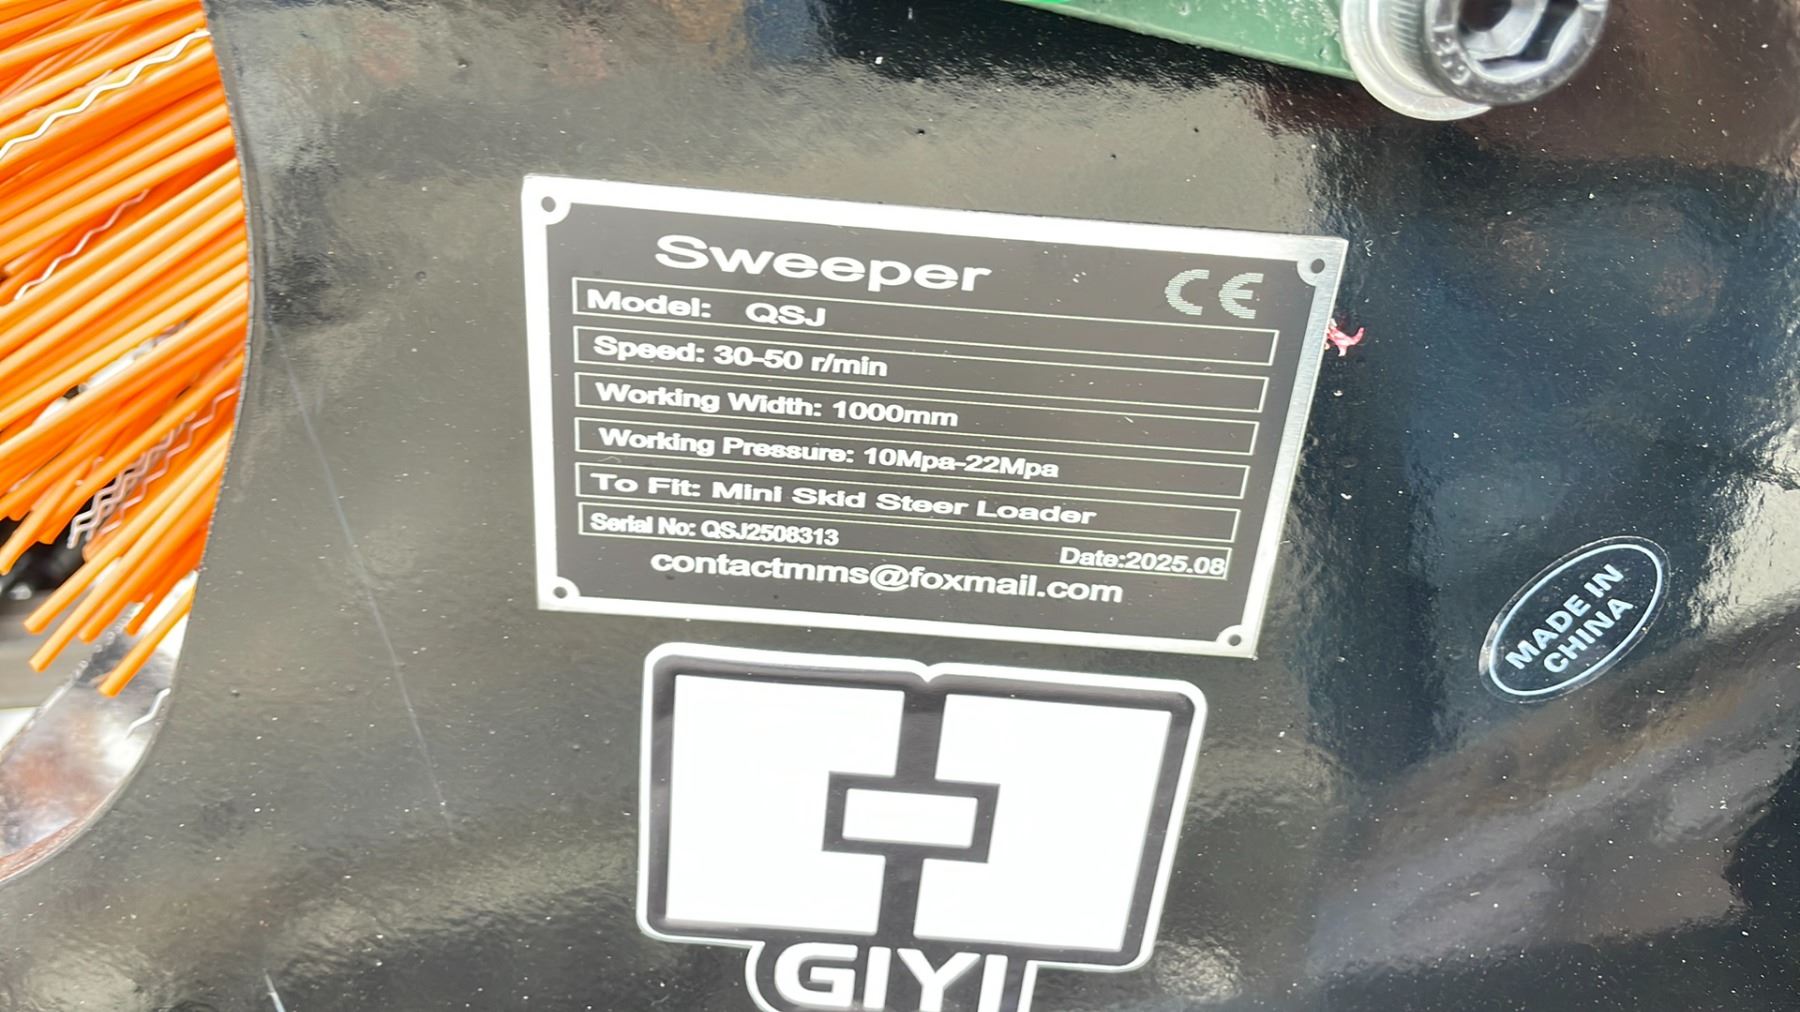 Sweeper
CE
Model: QSJ
Speed: 30-50 r/min
Working Width: 1000mm
Working Pressure: 10Mpa-22Mpa
To Fit: Mini Skid Steer Loader
Serial No: QSJ2508313 Date:2025.08
contactmms@foxmail.com
MADE IN
CHINA
GIYI